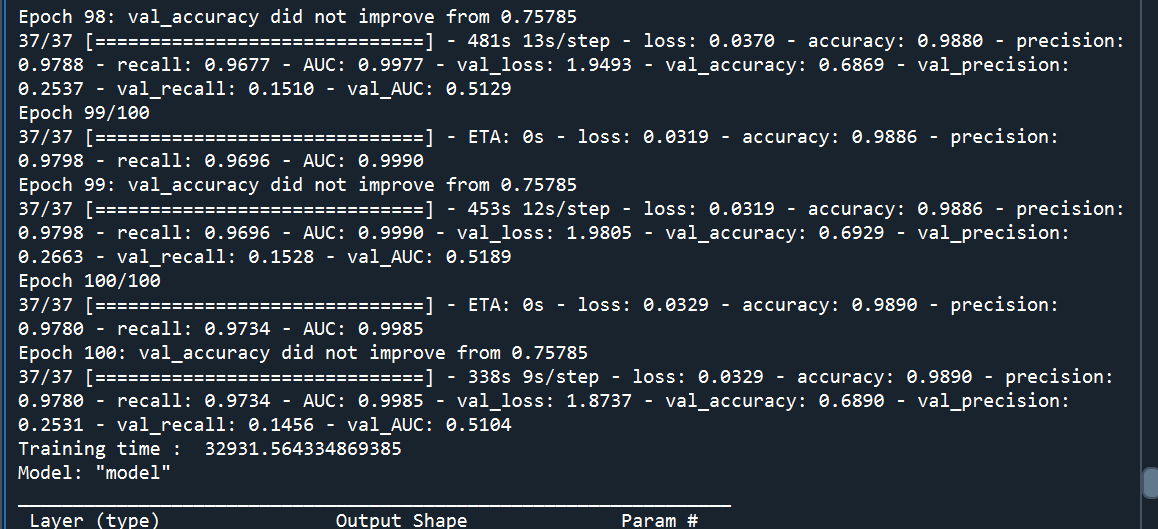 Epoch 98: val_accuracy did not improve from 0.75785
37/37 [==============================] - 481s 13s/step - loss: 0.0370 - accuracy: 0.9880 - precision:
0.9788 - recall: 0.9677 - AUC: 0.9977 - val_loss: 1.9493 - val_accuracy: 0.6869 - val_precision:
0.2537 - val_recall: 0.1510 - val_AUC: 0.5129
Epoch 99/100
37/37 [==============================] - ETA: 0s - loss: 0.0319 - accuracy: 0.9886 - precision:
0.9798 - recall: 0.9696 - AUC: 0.9990
Epoch 99: val_accuracy did not improve from 0.75785
37/37 [==============================] - 453s 12s/step - loss: 0.0319 - accuracy: 0.9886 - precision:
0.9798 - recall: 0.9696 - AUC: 0.9990 - val_loss: 1.9805 - val_accuracy: 0.6929 - val_precision:
0.2663 - val_recall: 0.1528 - val_AUC: 0.5189
Epoch 100/100
37/37 [==============================] - ETA: 0s - loss: 0.0329 - accuracy: 0.9890 - precision:
0.9780 - recall: 0.9734 - AUC: 0.9985
Epoch 100: val_accuracy did not improve from 0.75785
37/37 [==============================] - 338s 9s/step - loss: 0.0329 - accuracy: 0.9890 - precision:
0.9780 - recall: 0.9734 - AUC: 0.9985 - val_loss: 1.8737 - val_accuracy: 0.6890 - val_precision:
0.2531 - val_recall: 0.1456 - val_AUC: 0.5104
Training time :  32931.564334869385
Model: "model"
_________________________________________________________________
Layer (type)                Output Shape              Param #